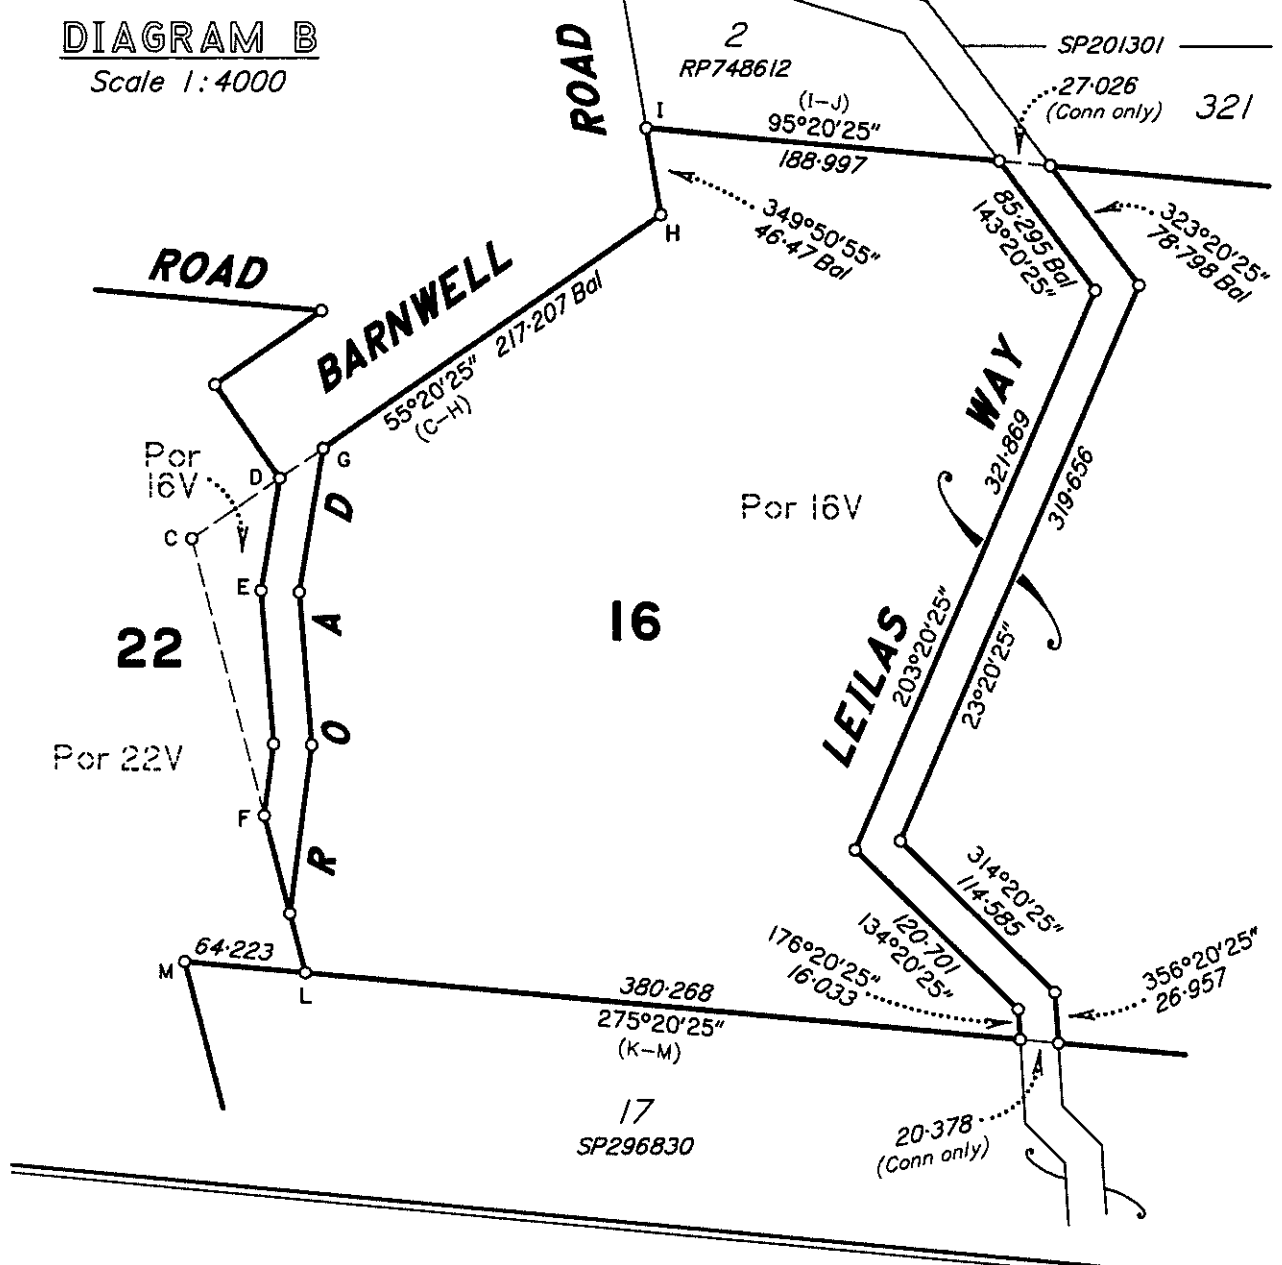 DIAGRAM B
Scale 1:4000
ROAD
2
RP748612
SP201301
27·026
(Conn only)
321
I
(I–J)
95°20'25"
188·997
349°50'55"
46·47 Bal
H
85·295 Bal
143°20'25"
323°20'25"
78·798 Bal
ROAD
BARNWELL
217·207 Bal
55°20'25"
(C–H)
Por
16V
D
G
C
E
F
22
Por 22V
ROAD
16
Por 16V
LEILAS WAY
321·869
203°20'25"
319·656
23°20'25"
314°20'25"
114·585
120·701
134°20'25"
176°20'25"
16·033
356°20'25"
26·957
M
64·223
L
380·268
275°20'25"
(K–M)
17
SP296830
20·378
(Conn only)